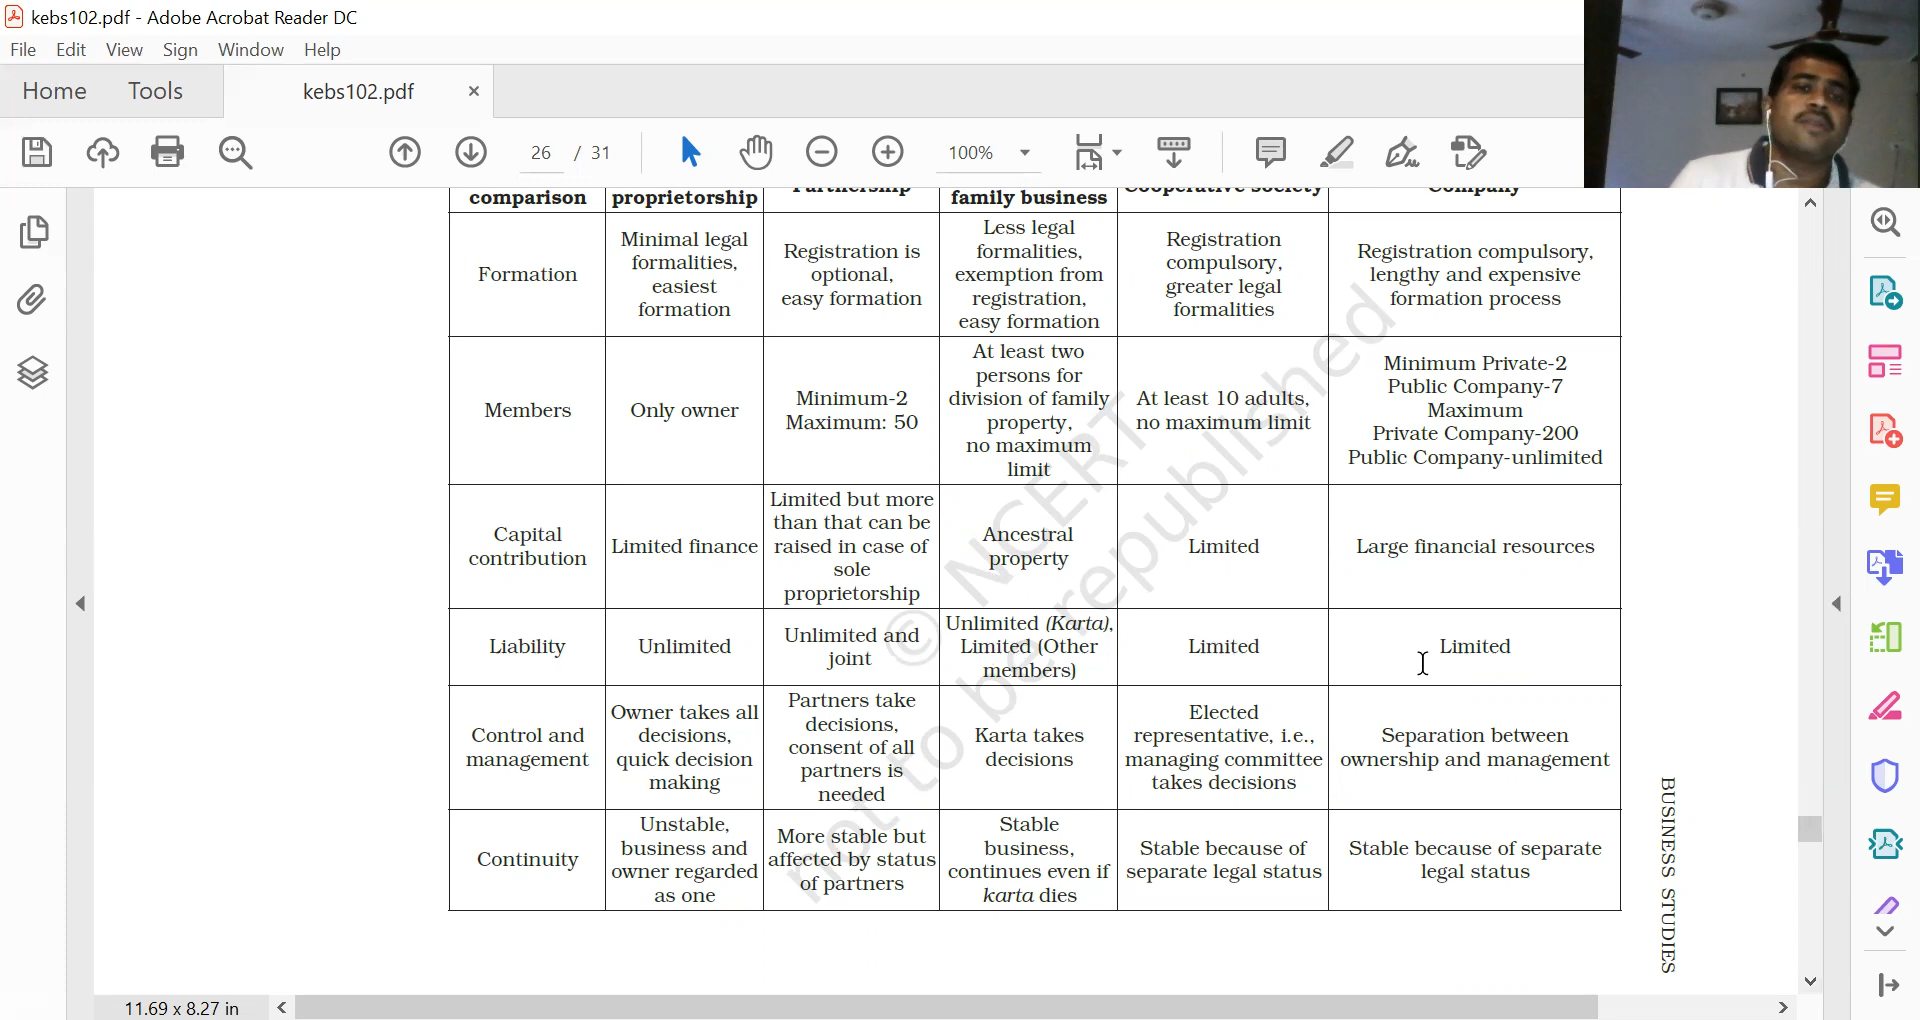 kebs102.pdf - Adobe Acrobat Reader DC
File Edit View Sign Window Help
Home Tools kebs102.pdf ×
26 / 31 100%
comparison
proprietorship
Partnership
family business
Cooperative society
Company
Formation
Minimal legal
formalities,
easiest
formation
Registration is
optional,
easy formation
Less legal
formalities,
exemption from
registration,
easy formation
Registration
compulsory,
greater legal
formalities
Registration compulsory,
lengthy and expensive
formation process
Members
Only owner
Minimum-2
Maximum: 50
At least two
persons for
division of family
property,
no maximum
limit
At least 10 adults,
no maximum limit
Minimum Private-2
Public Company-7
Maximum
Private Company-200
Public Company-unlimited
Capital
contribution
Limited finance
Limited but more
than that can be
raised in case of
sole
proprietorship
Ancestral
property
Limited
Large financial resources
Liability
Unlimited
Unlimited and
joint
Unlimited (Karta),
Limited (Other
members)
Limited
Limited
Control and
management
Owner takes all
decisions,
quick decision
making
Partners take
decisions,
consent of all
partners is
needed
Karta takes
decisions
Elected
representative, i.e.,
managing committee
takes decisions
Separation between
ownership and management
Continuity
Unstable,
business and
owner regarded
as one
More stable but
affected by status
of partners
Stable
business,
continues even if
karta dies
Stable because of
separate legal status
Stable because of separate
legal status
© NCERT
not to be republished
BUSINESS STUDIES
11.69 x 8.27 in